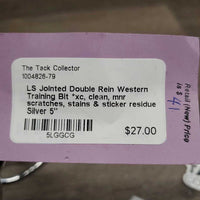 The Tack Collector
1004826-79
LS Jointed Double Rein Western
Training Bit *xc, clean, mnr
scratches, stains & sticker residue
Silver 5"
5LGGCG
$27.00
Retail (New) Price
is $ 41